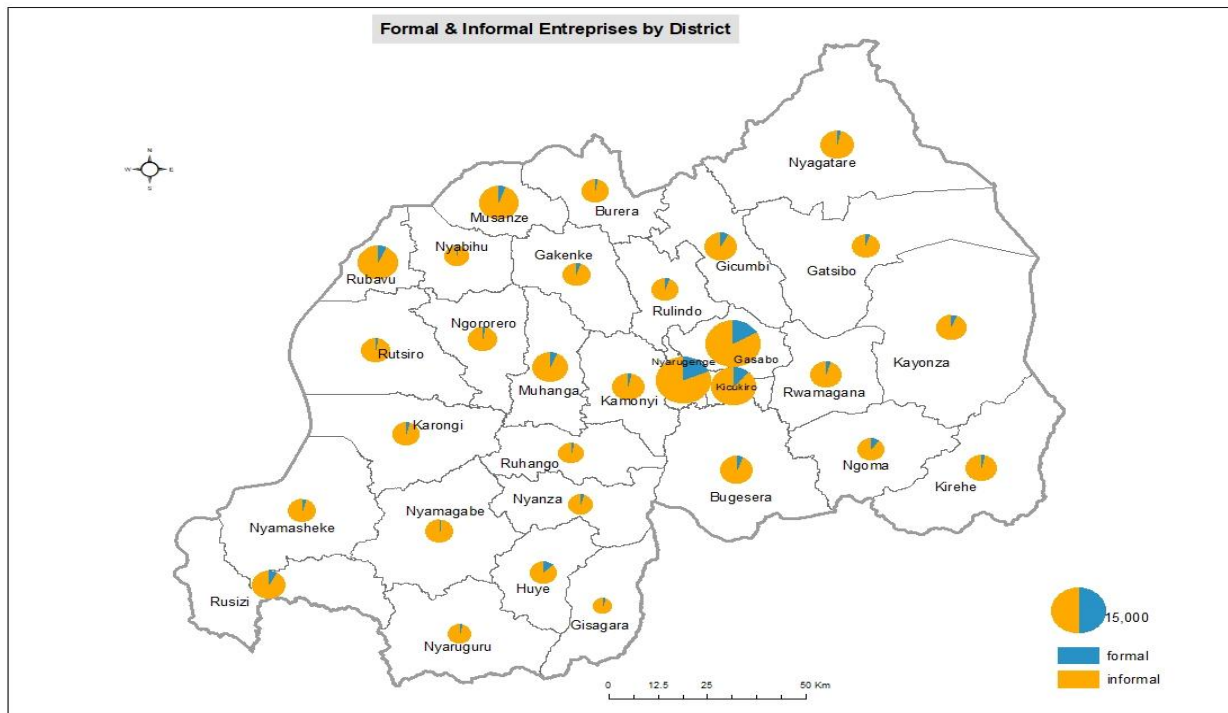 Formal & Informal Entreprises by District
N
W E
S
Nyagatare
Burera
Musanze
Nyabihu
Gakenke
Gicumbi
Gatsibo
Rubavu
Rulindo
Ngororero
Rutsiro
Nyarugenge
Gasabo
Kayonza
Muhanga
Kamonyi
Kicukiro
Rwamagana
Karongi
Ruhango
Ngoma
Kirehe
Bugesera
Nyanza
Nyamagabe
Nyamasheke
Huye
Rusizi
Gisagara
Nyaruguru
15,000
formal
informal
0 12.5 25 50 Km